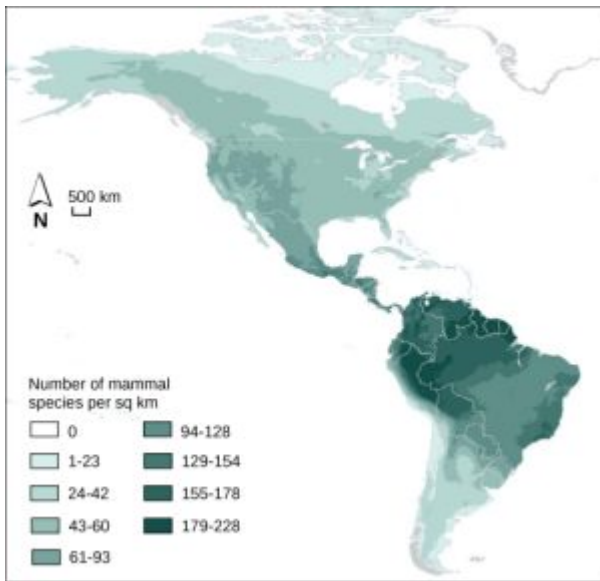 500 km
N
Number of mammal
species per sq km
0
1-23
24-42
43-60
61-93
94-128
129-154
155-178
179-228